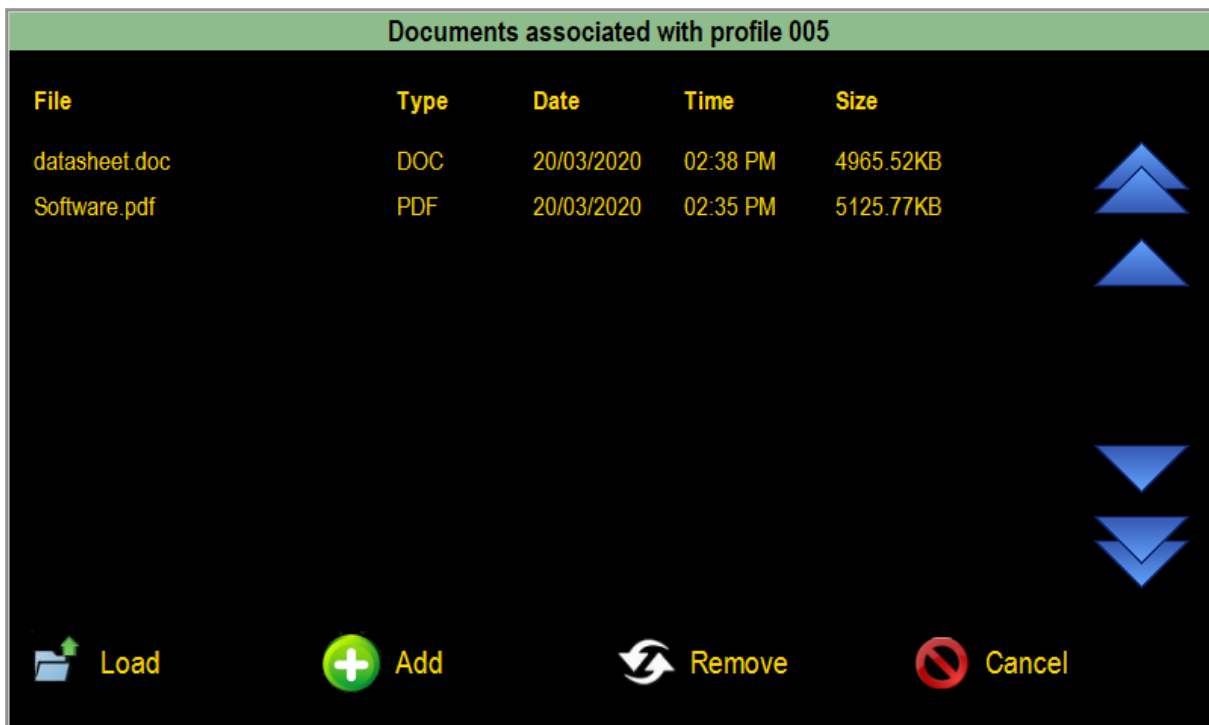 Documents associated with profile 005
File Type Date Time Size
datasheet.doc DOC 20/03/2020 02:38 PM 4965.52KB
Software.pdf PDF 20/03/2020 02:35 PM 5125.77KB
Load Add Remove Cancel